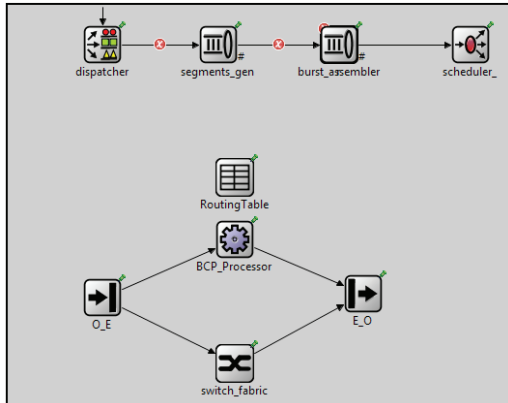 dispatcher
segments_gen
#
burst_assembler
#
scheduler_
RoutingTable
BCP_Processor
O_E
E_O
switch_fabric